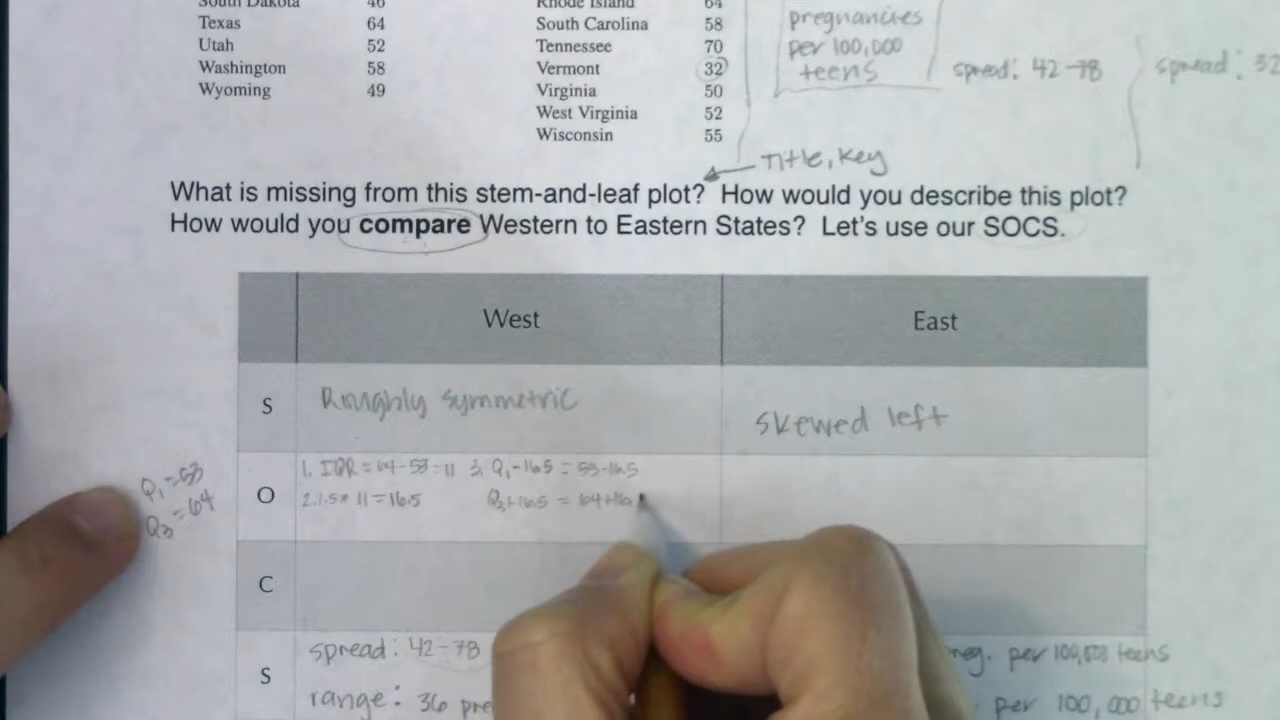 South Dakota 46
Texas 64
Utah 52
Washington 58
Wyoming 49
Rhode Island 64
South Carolina 58
Tennessee 70
Vermont 32
Virginia 50
West Virginia 52
Wisconsin 55
pregnancies
per 100,000
teens
spread: 42-78
spread: 32
Title, Key
What is missing from this stem-and-leaf plot? How would you describe this plot?
How would you compare Western to Eastern States? Let's use our SOCS.
West East
S Roughly symmetric skewed left
Q1=53
Q3=64
O 1. IQR = 64-53=11 3. Q1-16.5 = 53-16.5
2. 1.5* 11=16.5 Q3+16.5 = 64+16.
C
S spread: 42-78 per 100,000 teens
range: 36 pre per 100,000 teens